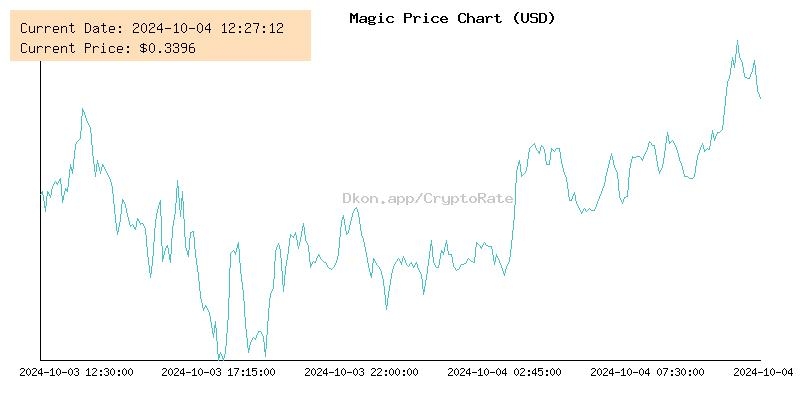 Magic Price Chart (USD)
Current Date: 2024-10-04 12:27:12
Current Price: $0.3396
Dkon.app/CryptoRate
2024-10-03 12:30:00 2024-10-03 17:15:00 2024-10-03 22:00:00 2024-10-04 02:45:00 2024-10-04 07:30:00 2024-10-04